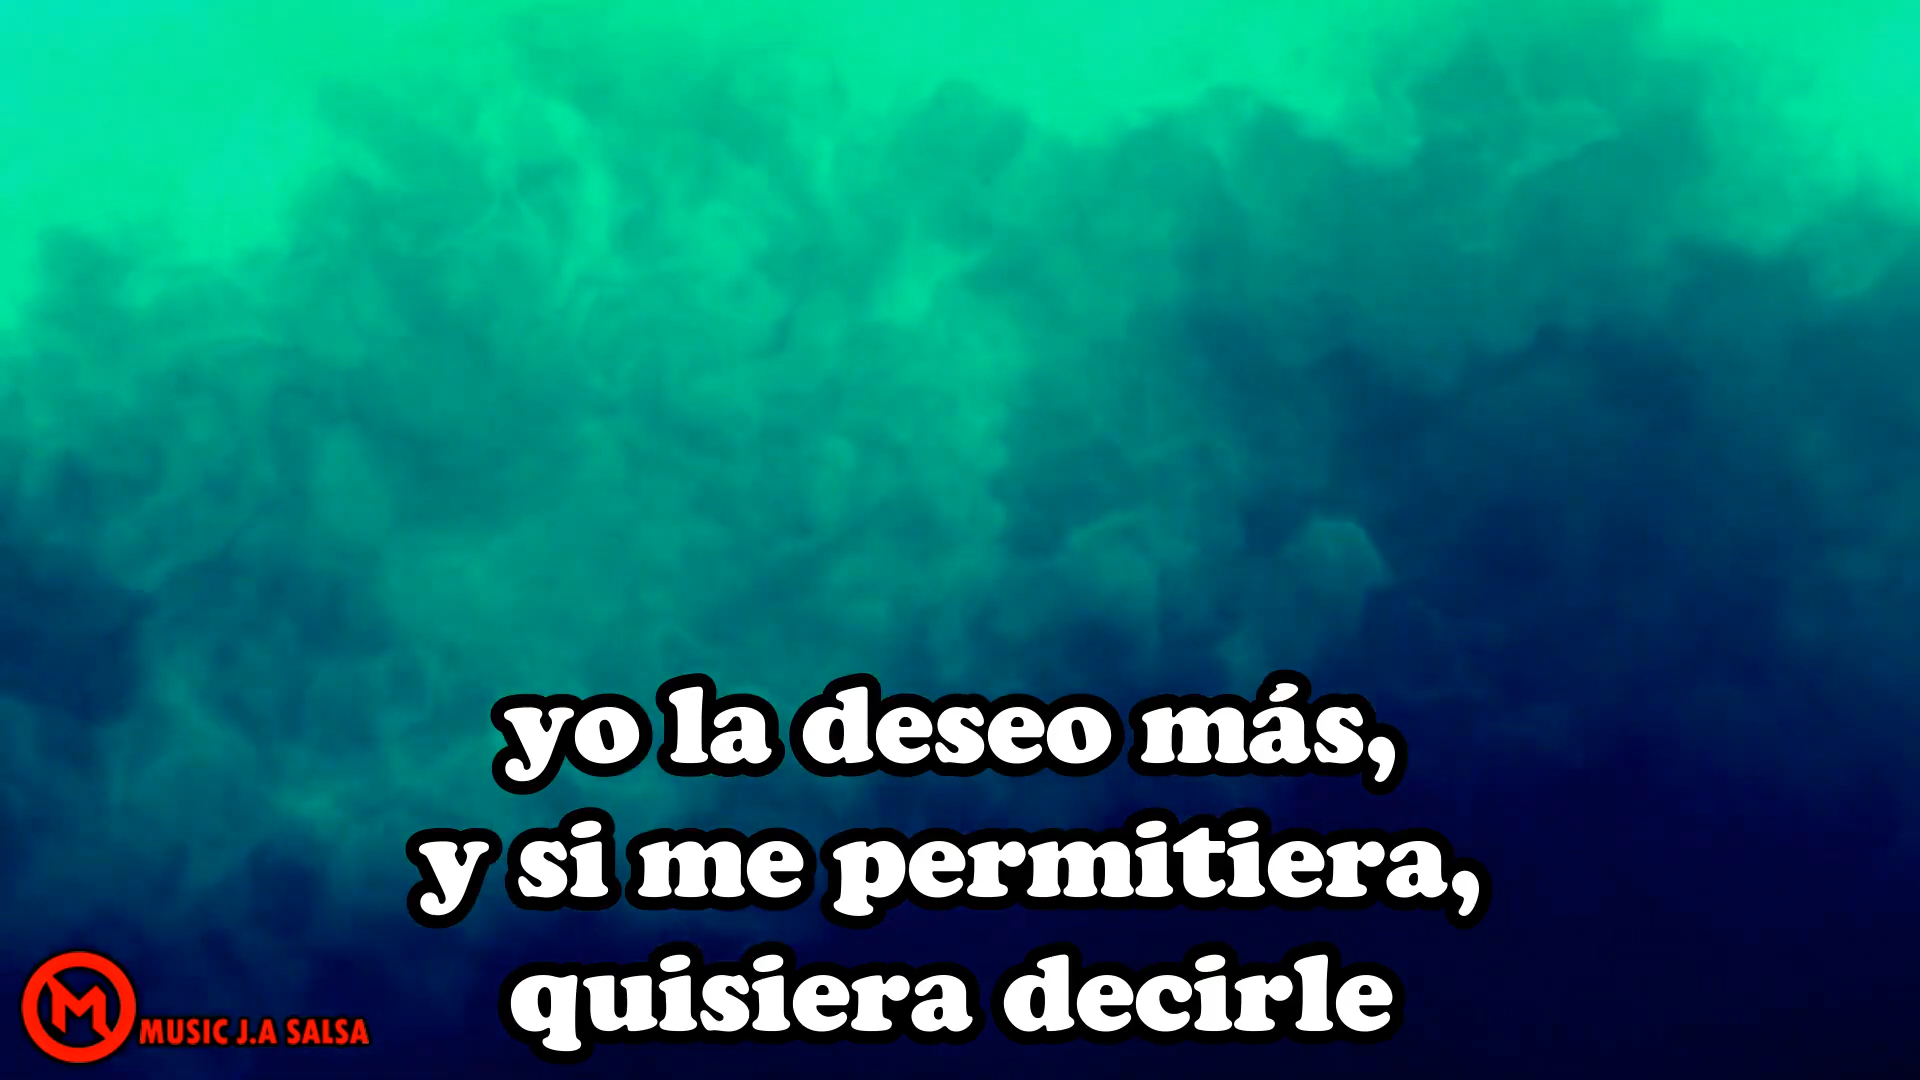 yo la deseo más,
y si me permitiera,
quisiera decirle
MUSIC J.A SALSA